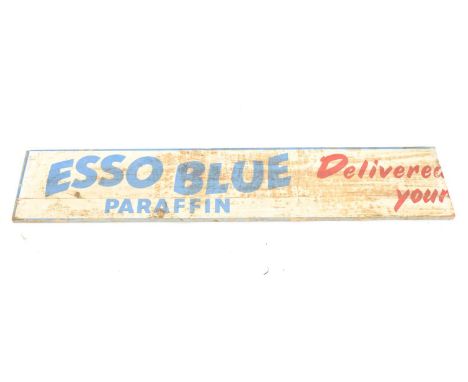 ESSO BLUE Delivered
PARAFFIN your